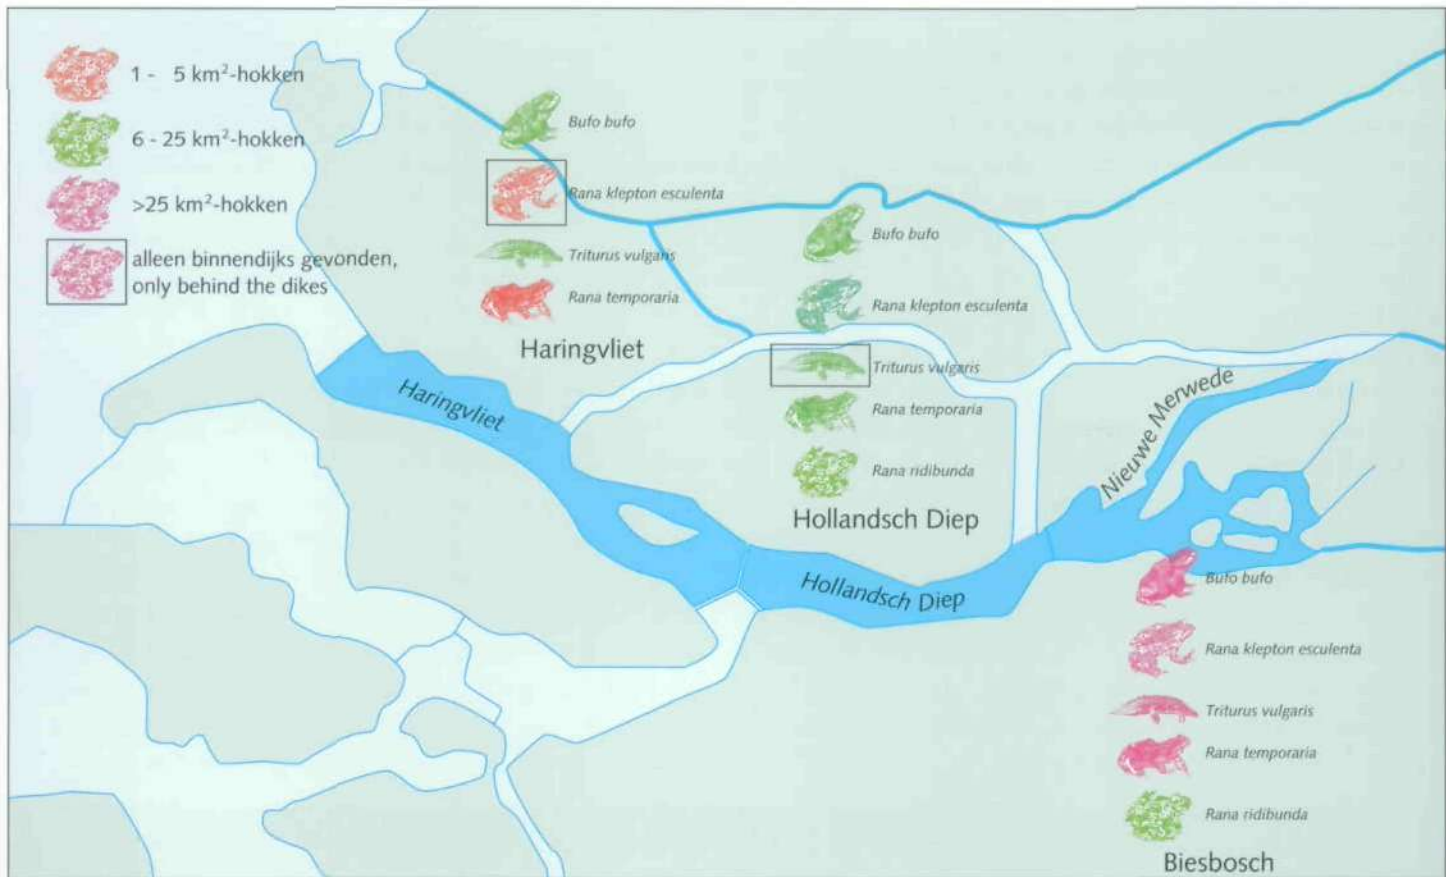 1 - 5 km²-hokken
6 - 25 km²-hokken
>25 km²-hokken
alleen binnendijks gevonden,
only behind the dikes
Bufo bufo
Rana klepton esculenta
Triturus vulgaris
Rana temporaria
Haringvliet
Bufo bufo
Rana klepton esculenta
Triturus vulgaris
Rana temporaria
Rana ridibunda
Hollandsch Diep
Haringvliet
Hollandsch Diep
Nieuwe Merwede
Bufo bufo
Rana klepton esculenta
Triturus vulgaris
Rana temporaria
Rana ridibunda
Biesbosch